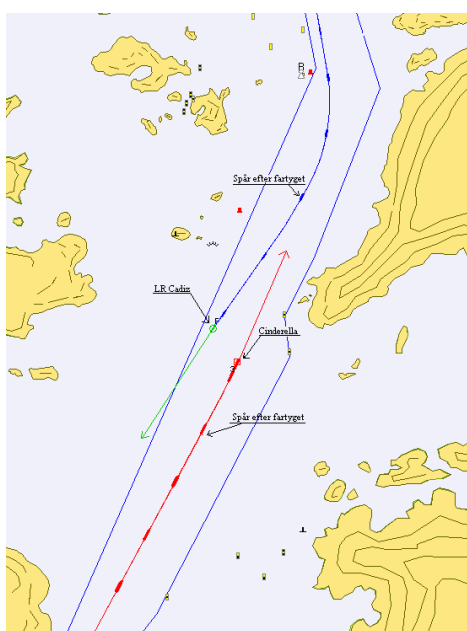 B
Spår efter fartyget
LR Cadiz
F
Cinderella
Spår efter fartyget